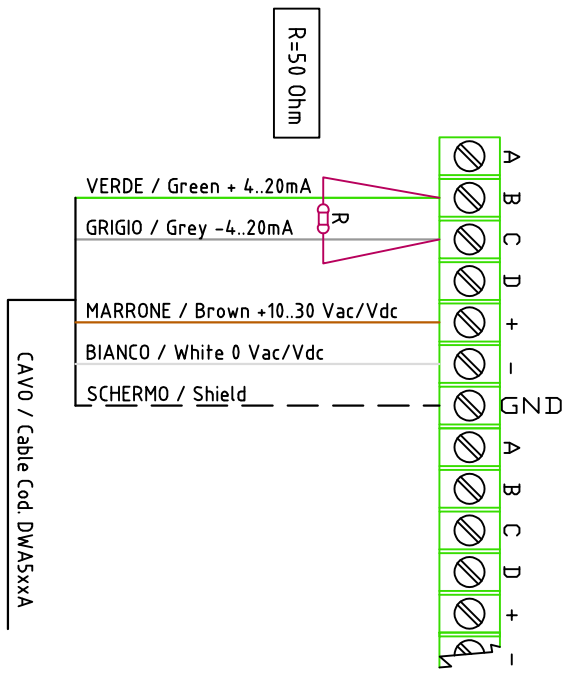 R=50 Ohm
VERDE / Green + 4..20mA
GRIGIO / Grey -4..20mA
R
MARRONE / Brown +10..30 Vac/Vdc
BIANCO / White 0 Vac/Vdc
SCHERMO / Shield
CAVO / Cable Cod. DWA5xxA
A
B
C
D
+
-
GND
A
B
C
D
+
-